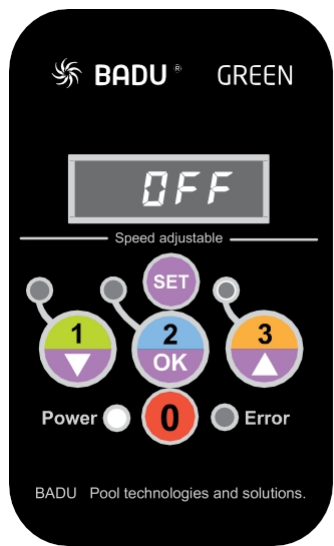 BADU ® GREEN
OFF
Speed adjustable
SET
1 2 3
OK
Power 0 Error
BADU Pool technologies and solutions.